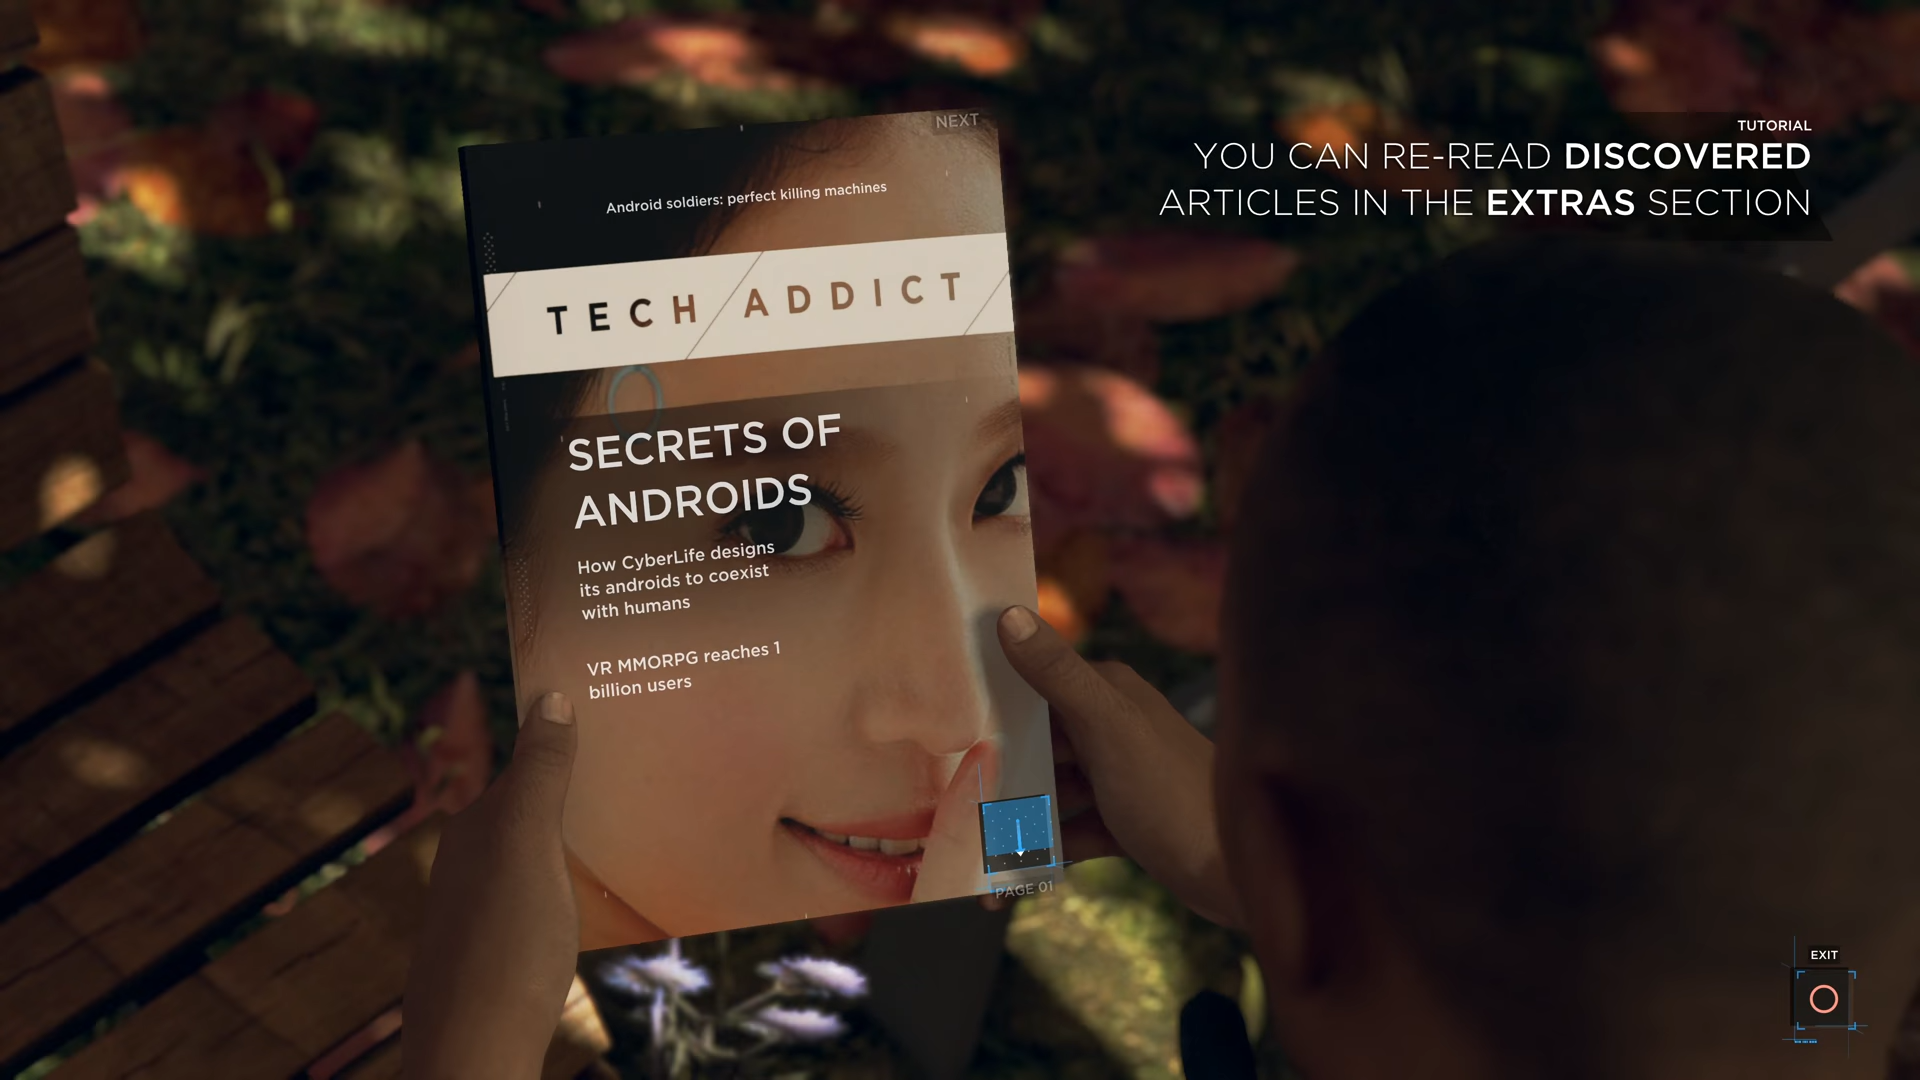 TUTORIAL
YOU CAN RE-READ DISCOVERED
ARTICLES IN THE EXTRAS SECTION
NEXT
Android soldiers: perfect killing machines
TECH ADDICT
SECRETS OF
ANDROIDS
How CyberLife designs
its androids to coexist
with humans
VR MMORPG reaches 1
billion users
PAGE 01
EXIT